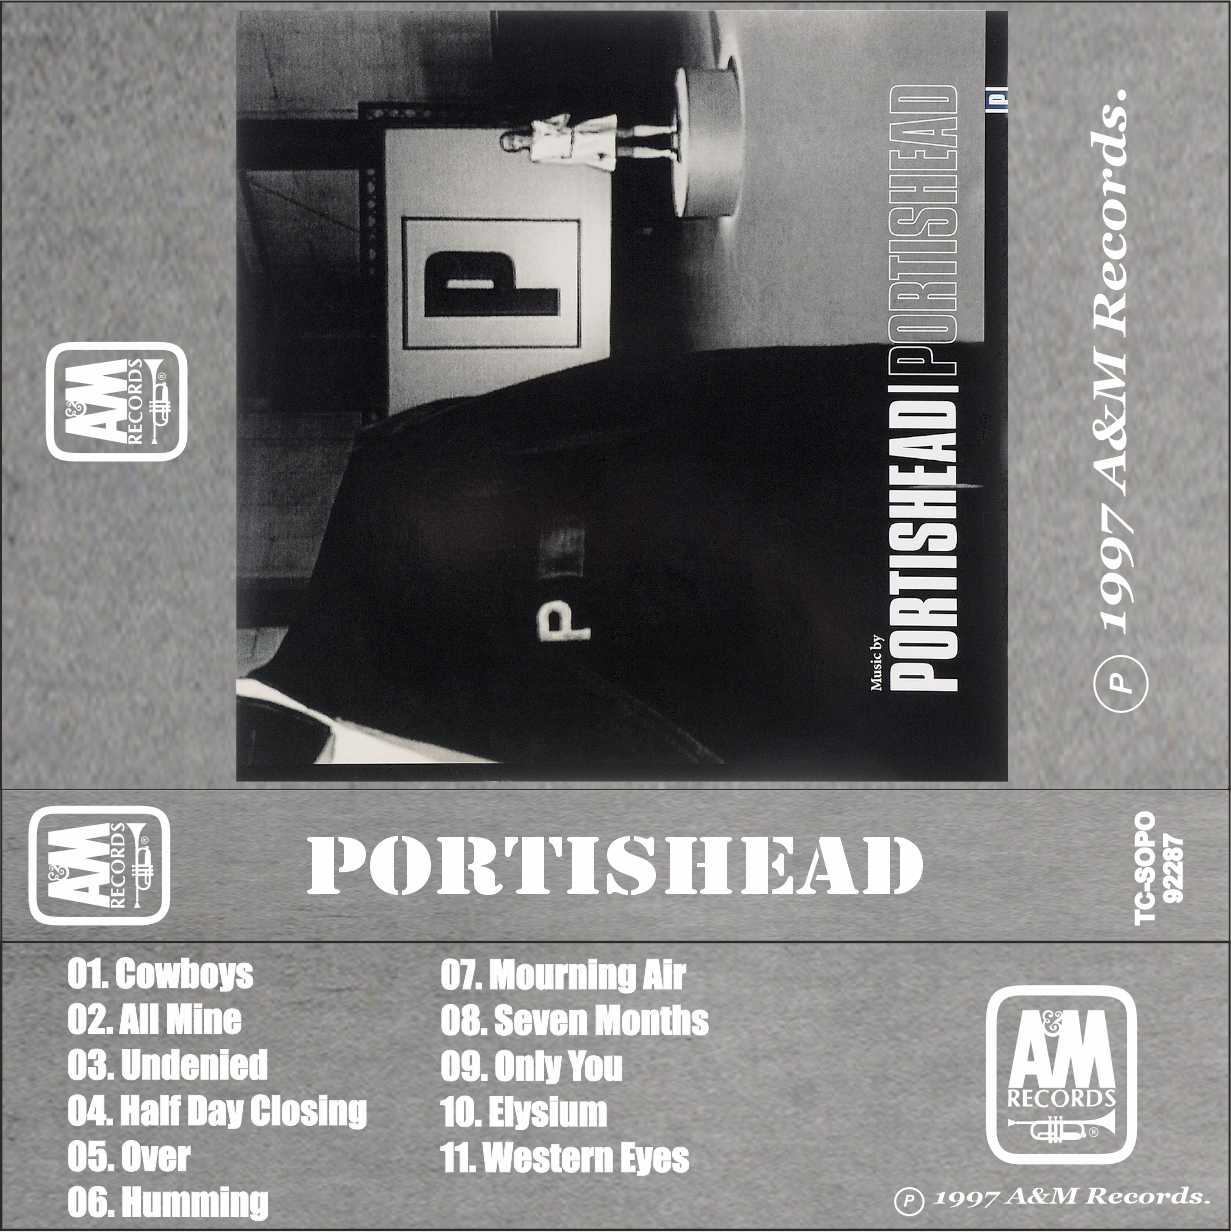 A&M
RECORDS
®
P
P
Music by
PORTISHEAD|PORTISHEAD
P
℗ 1997 A&M Records.
A&M
RECORDS
®
PORTISHEAD
TC-SOPO
92287
01. Cowboys
02. All Mine
03. Undenied
04. Half Day Closing
05. Over
06. Humming
07. Mourning Air
08. Seven Months
09. Only You
10. Elysium
11. Western Eyes
A&M
RECORDS
®
℗ 1997 A&M Records.